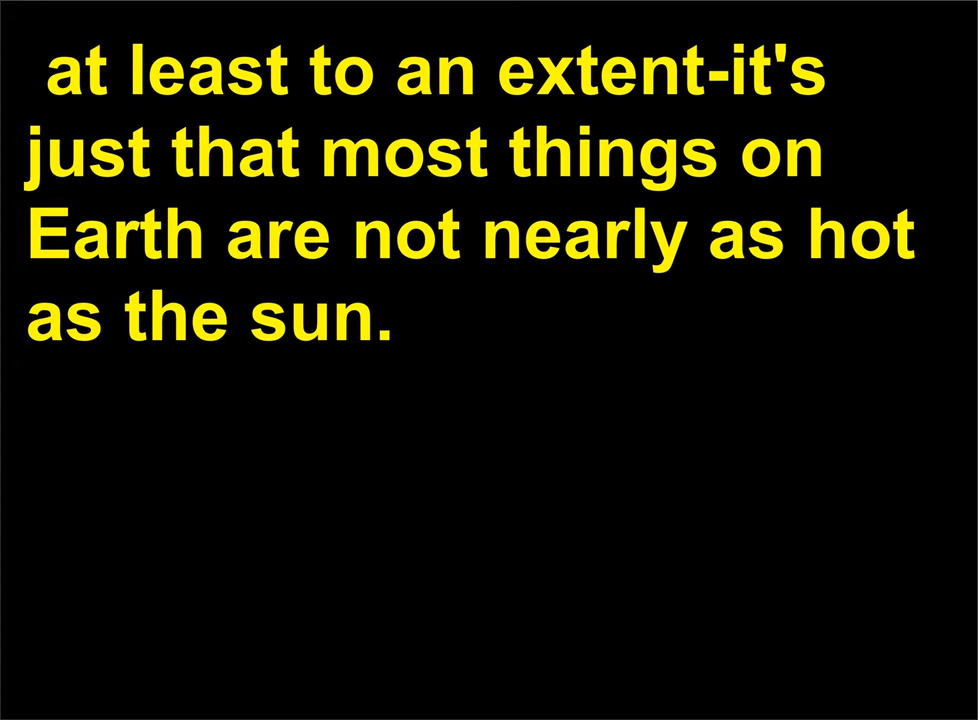 at least to an extent-it's
just that most things on
Earth are not nearly as hot
as the sun.